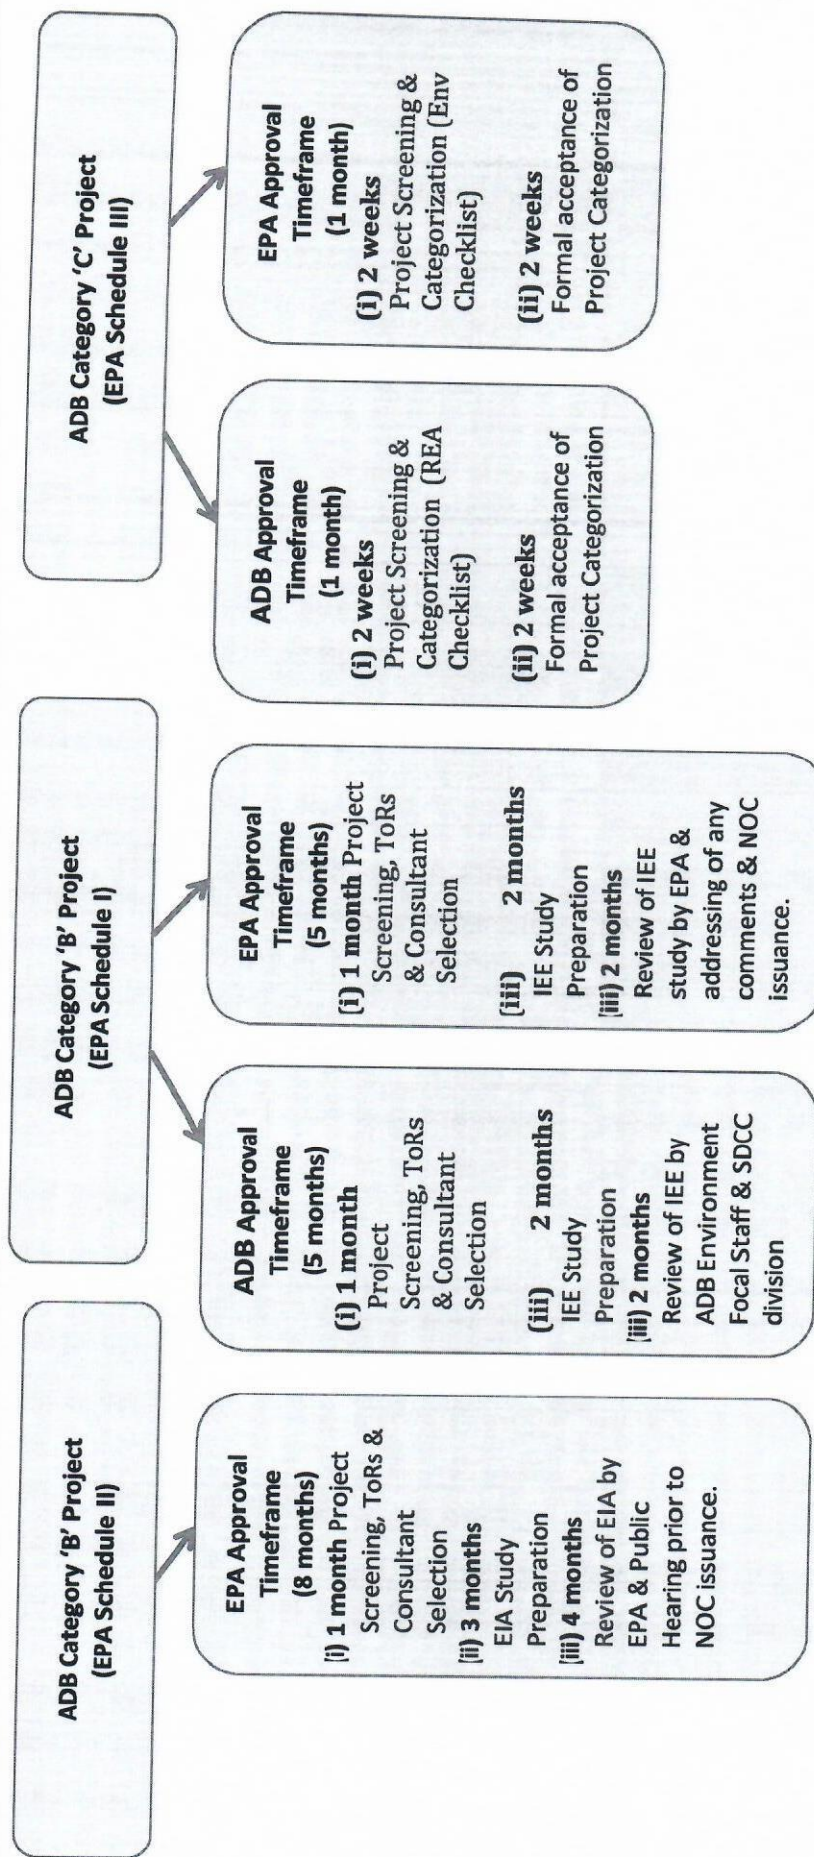 ADB Category 'B' Project
(EPA Schedule II)
EPA Approval
Timeframe
(8 months)
(i) 1 month Project
Screening, ToRs &
Consultant
Selection
(ii) 3 months
EIA Study
Preparation
(iii) 4 months
Review of EIA by
EPA & Public
Hearing prior to
NOC issuance.
ADB Category 'B' Project
(EPA Schedule I)
ADB Approval
Timeframe
(5 months)
(i) 1 month
Project
Screening, ToRs
& Consultant
Selection
(iii) 2 months
IEE Study
Preparation
(iii) 2 months
Review of IEE by
ADB Environment
Focal Staff & SDCC
division
EPA Approval
Timeframe
(5 months)
(i) 1 month Project
Screening, ToRs
& Consultant
Selection
(iii) 2 months
IEE Study
Preparation
(iii) 2 months
Review of IEE
study by EPA &
addressing of any
comments & NOC
issuance.
ADB Category 'C' Project
(EPA Schedule III)
ADB Approval
Timeframe
(1 month)
(i) 2 weeks
Project Screening &
Categorization (REA
Checklist)
(ii) 2 weeks
Formal acceptance of
Project Categorization
EPA Approval
Timeframe
(1 month)
(i) 2 weeks
Project Screening &
Categorization (Env
Checklist)
(ii) 2 weeks
Formal acceptance of
Project Categorization